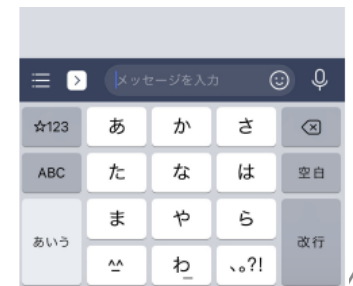 メッセージを入力
☆123 あ か さ
ABC た な は 空白
あいう ま や ら 改行
^^ わ_ 、。?!